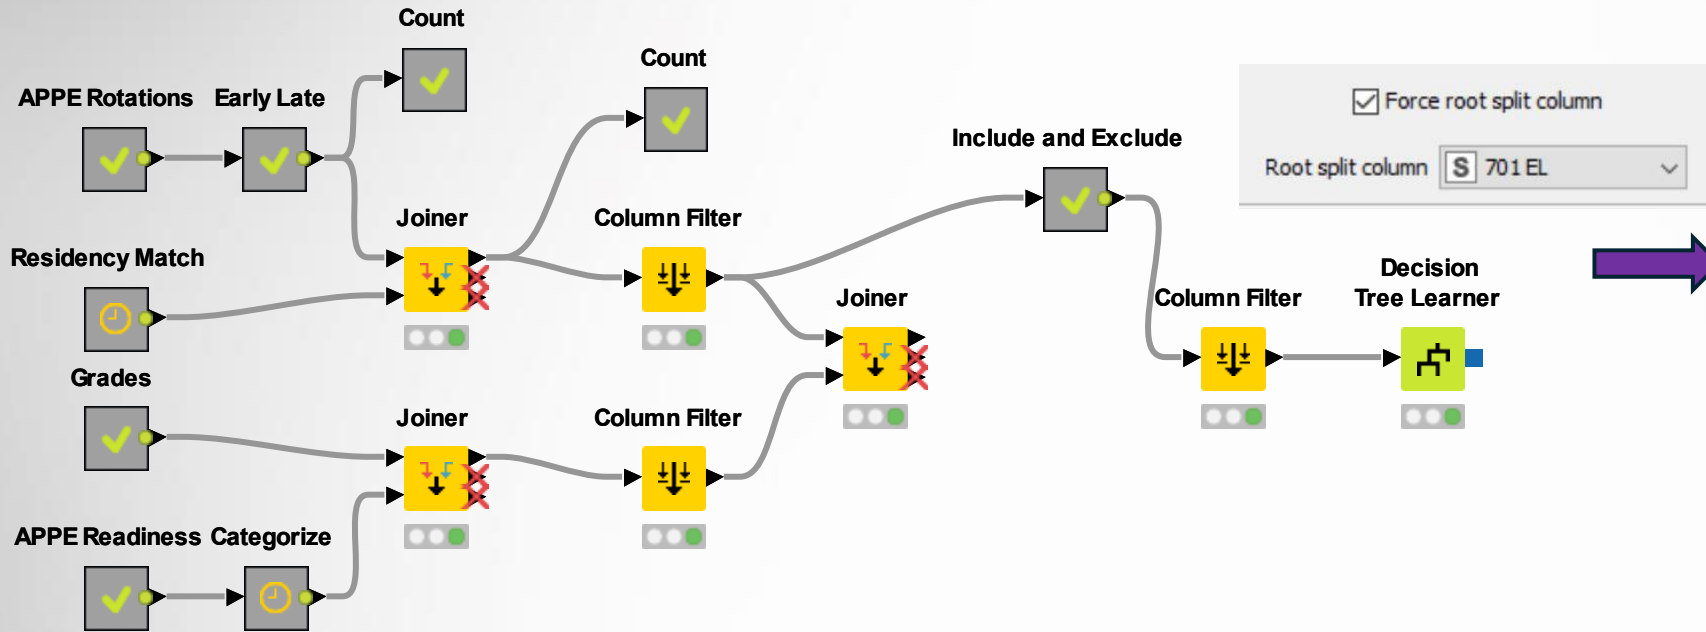 Count
Count
APPE Rotations
Early Late
Include and Exclude
Force root split column
Root split column
S 701 EL
Joiner
Column Filter
Residency Match
Joiner
Column Filter
Decision
Tree Learner
Grades
Joiner
Column Filter
APPE Readiness
Categorize